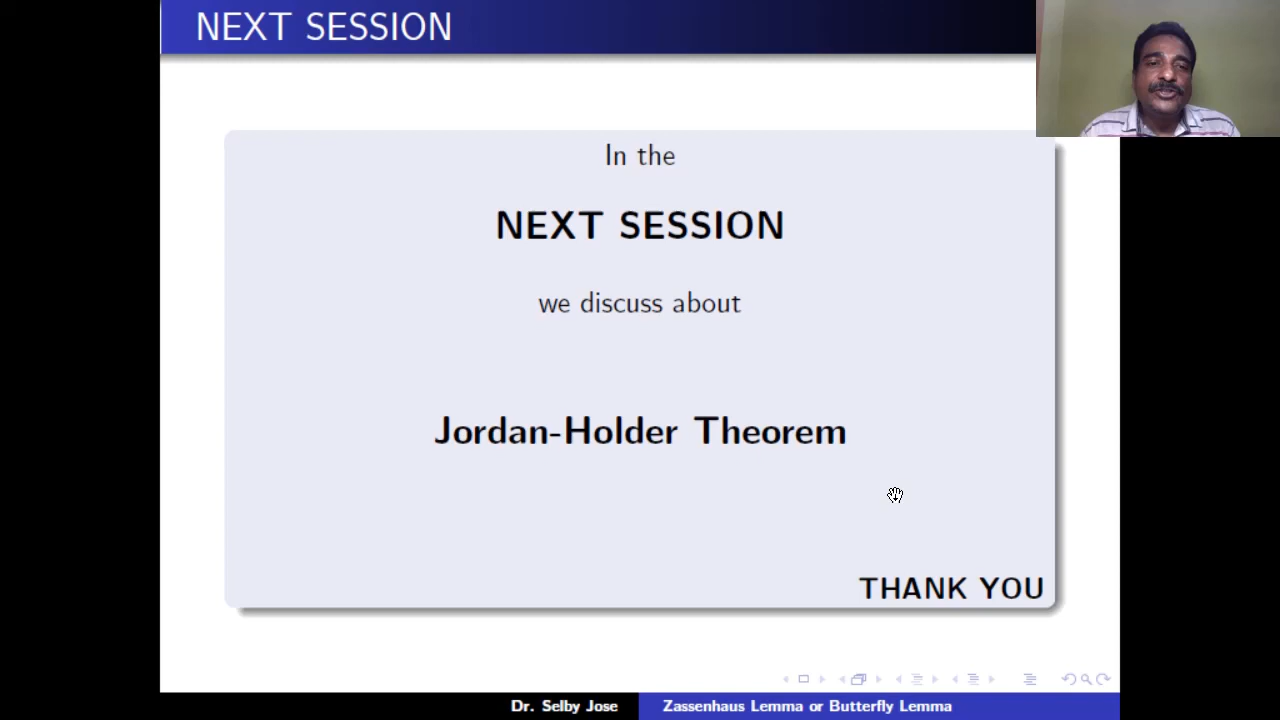 NEXT SESSION
In the
NEXT SESSION
we discuss about
Jordan-Holder Theorem
THANK YOU
Dr. Selby Jose
Zassenhaus Lemma or Butterfly Lemma